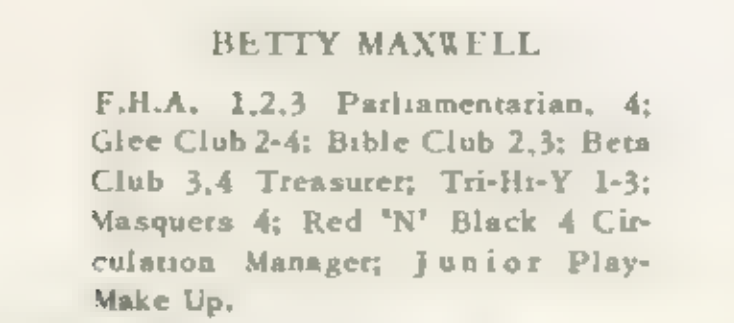 BETTY MAXWELL
F.H.A. 1,2,3 Parliamentarian, 4;
Glee Club 2-4; Bible Club 2,3; Beta
Club 3,4 Treasurer; Tri-Hi-Y 1-3;
Masquers 4; Red 'N' Black 4 Cir-
culation Manager; Junior Play-
Make Up.